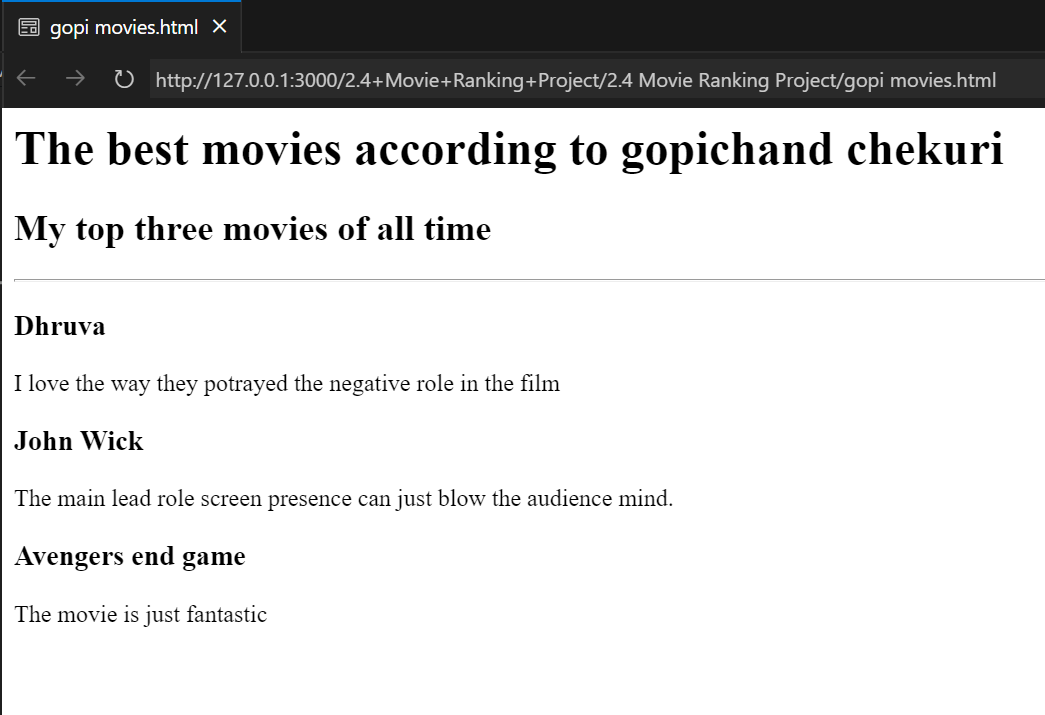 gopi movies.html
http://127.0.0.1:3000/2.4+Movie+Ranking+Project/2.4 Movie Ranking Project/gopi movies.html
The best movies according to gopichand chekuri
My top three movies of all time
Dhruva
I love the way they potrayed the negative role in the film
John Wick
The main lead role screen presence can just blow the audience mind.
Avengers end game
The movie is just fantastic